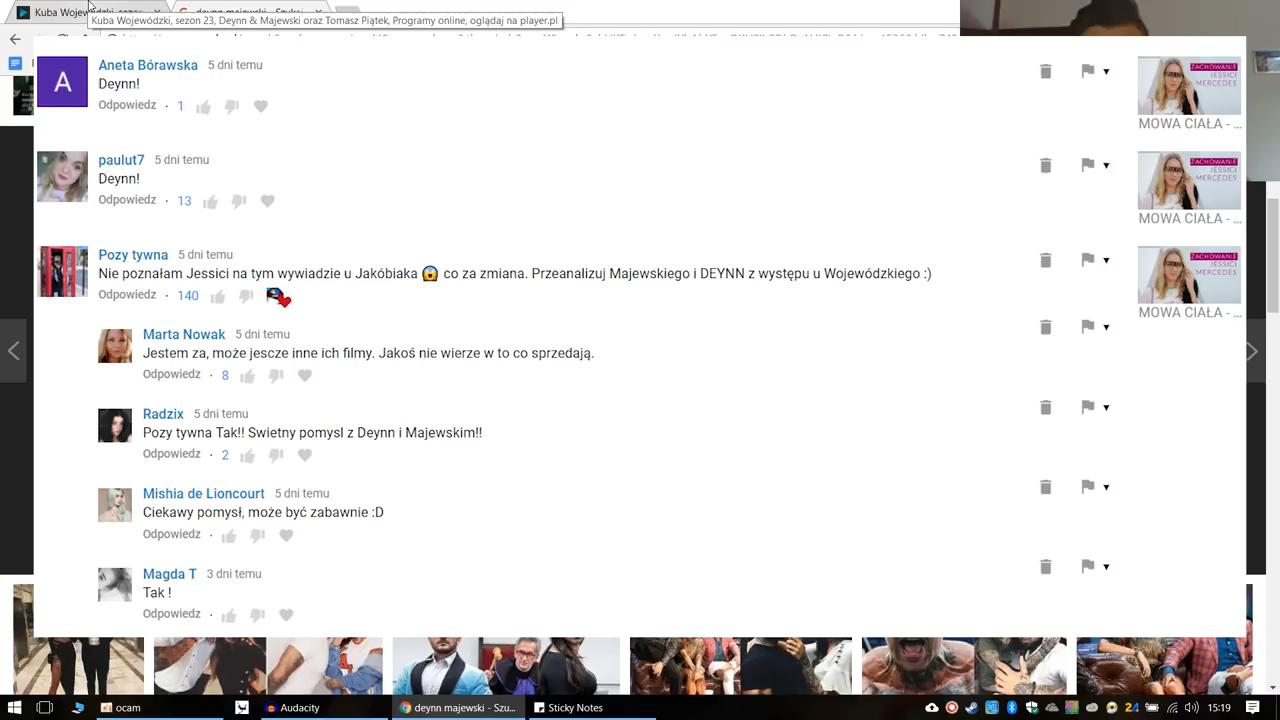 Kuba Wojewódzki, sezon
Kuba Wojewódzki, sezon 23, Deynn & Majewski oraz Tomasz Piątek, Programy online, oglądaj na player.pl
Aneta Bórawska 5 dni temu
Deynn!
Odpowiedz · 1
A
ZACHOWANIE
JESSICI
MERCEDES
MOWA CIAŁA - ...
paulut7 5 dni temu
Deynn!
Odpowiedz · 13
ZACHOWANIE
JESSICI
MERCEDES
MOWA CIAŁA - ...
Pozy tywna 5 dni temu
Nie poznałam Jessici na tym wywiadzie u Jakóbiaka 😱 co za zmiana. Przeanalizuj Majewskiego i DEYNN z występu u Wojewódzkiego :)
Odpowiedz · 140
ZACHOWANIE
JESSICI
MERCEDES
MOWA CIAŁA - ...
Marta Nowak 5 dni temu
Jestem za, może jescze inne ich filmy. Jakoś nie wierze w to co sprzedają.
Odpowiedz · 8
Radzix 5 dni temu
Pozy tywna Tak!! Swietny pomysl z Deynn i Majewskim!!
Odpowiedz · 2
Mishia de Lioncourt 5 dni temu
Ciekawy pomysł, może być zabawnie :D
Odpowiedz ·
Magda T 3 dni temu
Tak !
Odpowiedz ·
ocam
Audacity
deynn majewski - Szu...
Sticky Notes
15:19